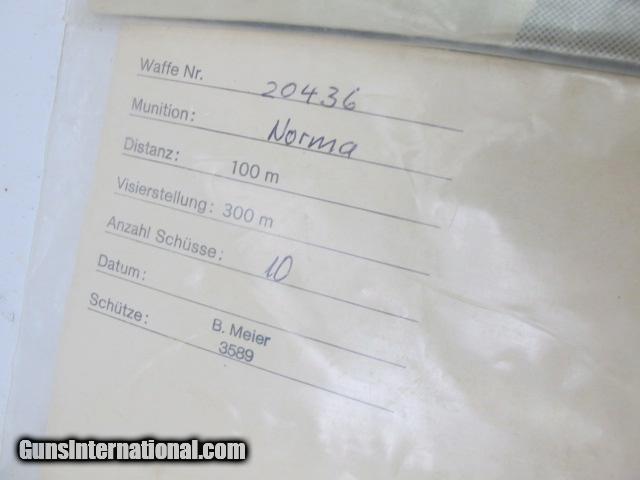 Waffe Nr. 20436
Munition: Norma
Distanz: 100 m
Visierstellung: 300 m
Anzahl Schüsse: 10
Datum:
Schütze: B. Meier
3589
GunsInternational.com